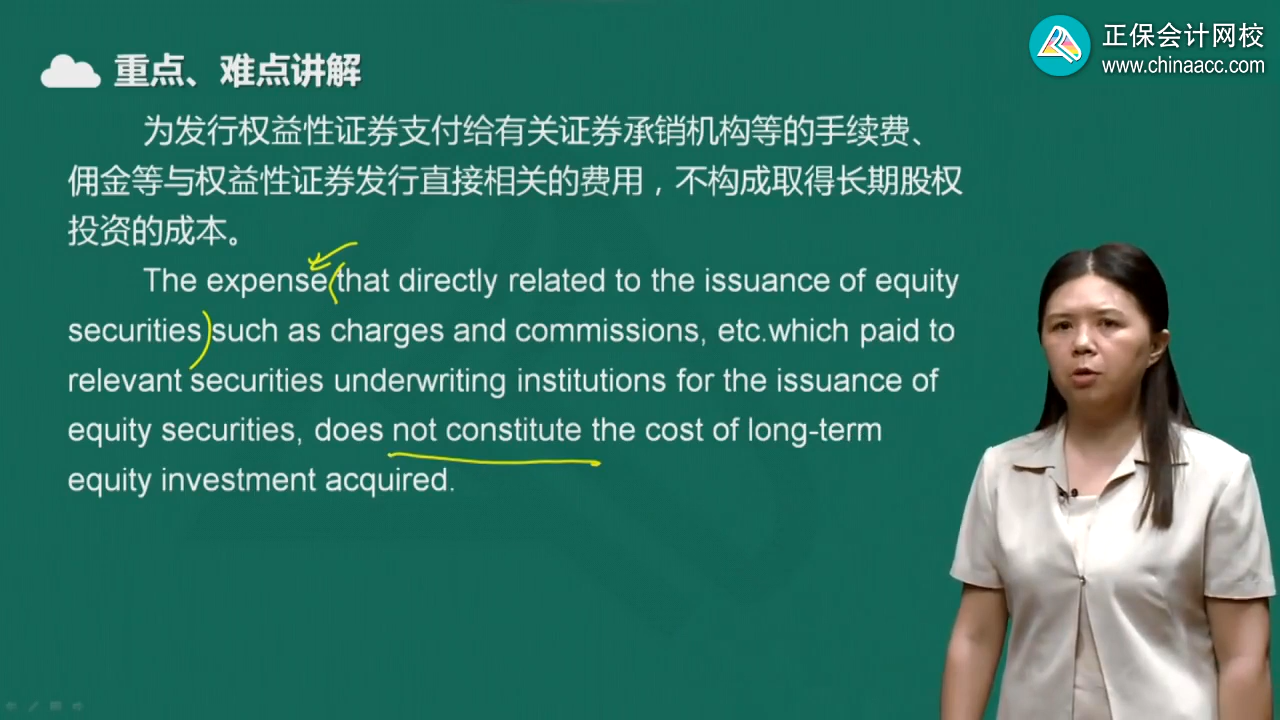 正保会计网校
www.chinaacc.com
重点、难点讲解
为发行权益性证券支付给有关证券承销机构等的手续费、
佣金等与权益性证券发行直接相关的费用，不构成取得长期股权
投资的成本。
The expense that directly related to the issuance of equity
securities such as charges and commissions, etc.which paid to
relevant securities underwriting institutions for the issuance of
equity securities, does not constitute the cost of long-term
equity investment acquired.